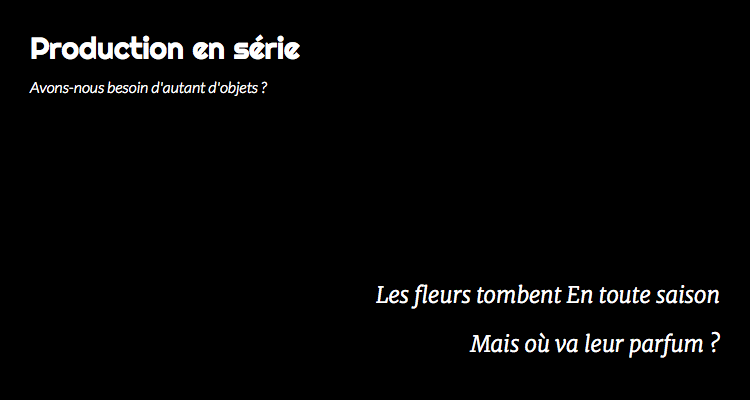 Production en série
Avons-nous besoin d'autant d'objets ?
Les fleurs tombent En toute saison
Mais où va leur parfum ?